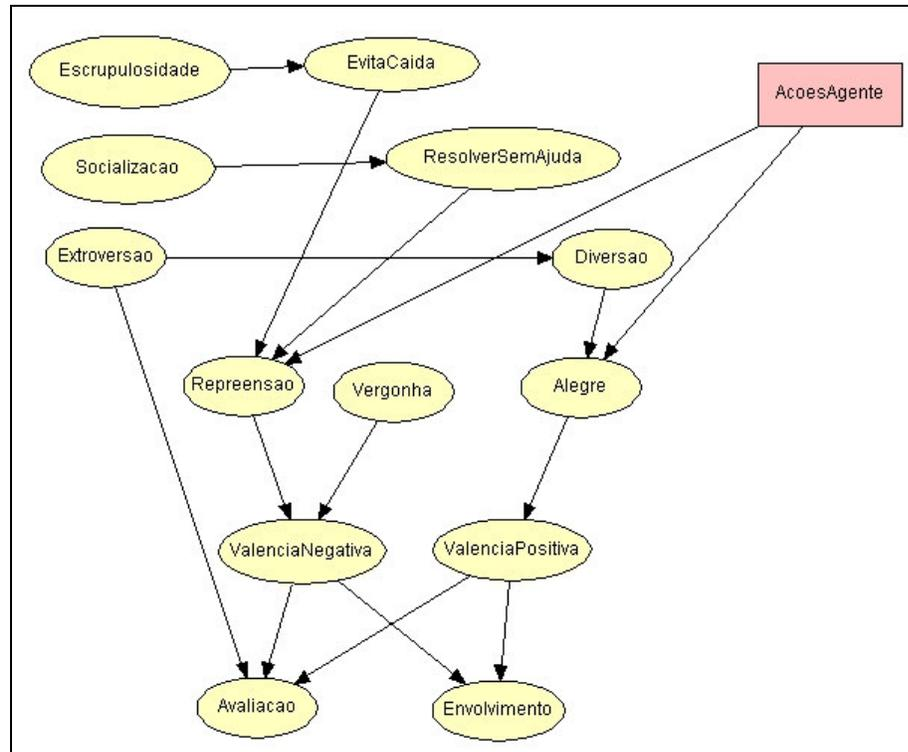 Escrupulosidade
EvitaCaida
AcoesAgente
Socializacao
ResolverSemAjuda
Extroversao
Diversao
Repreensao
Vergonha
Alegre
ValenciaNegativa
ValenciaPositiva
Avaliacao
Envolvimento